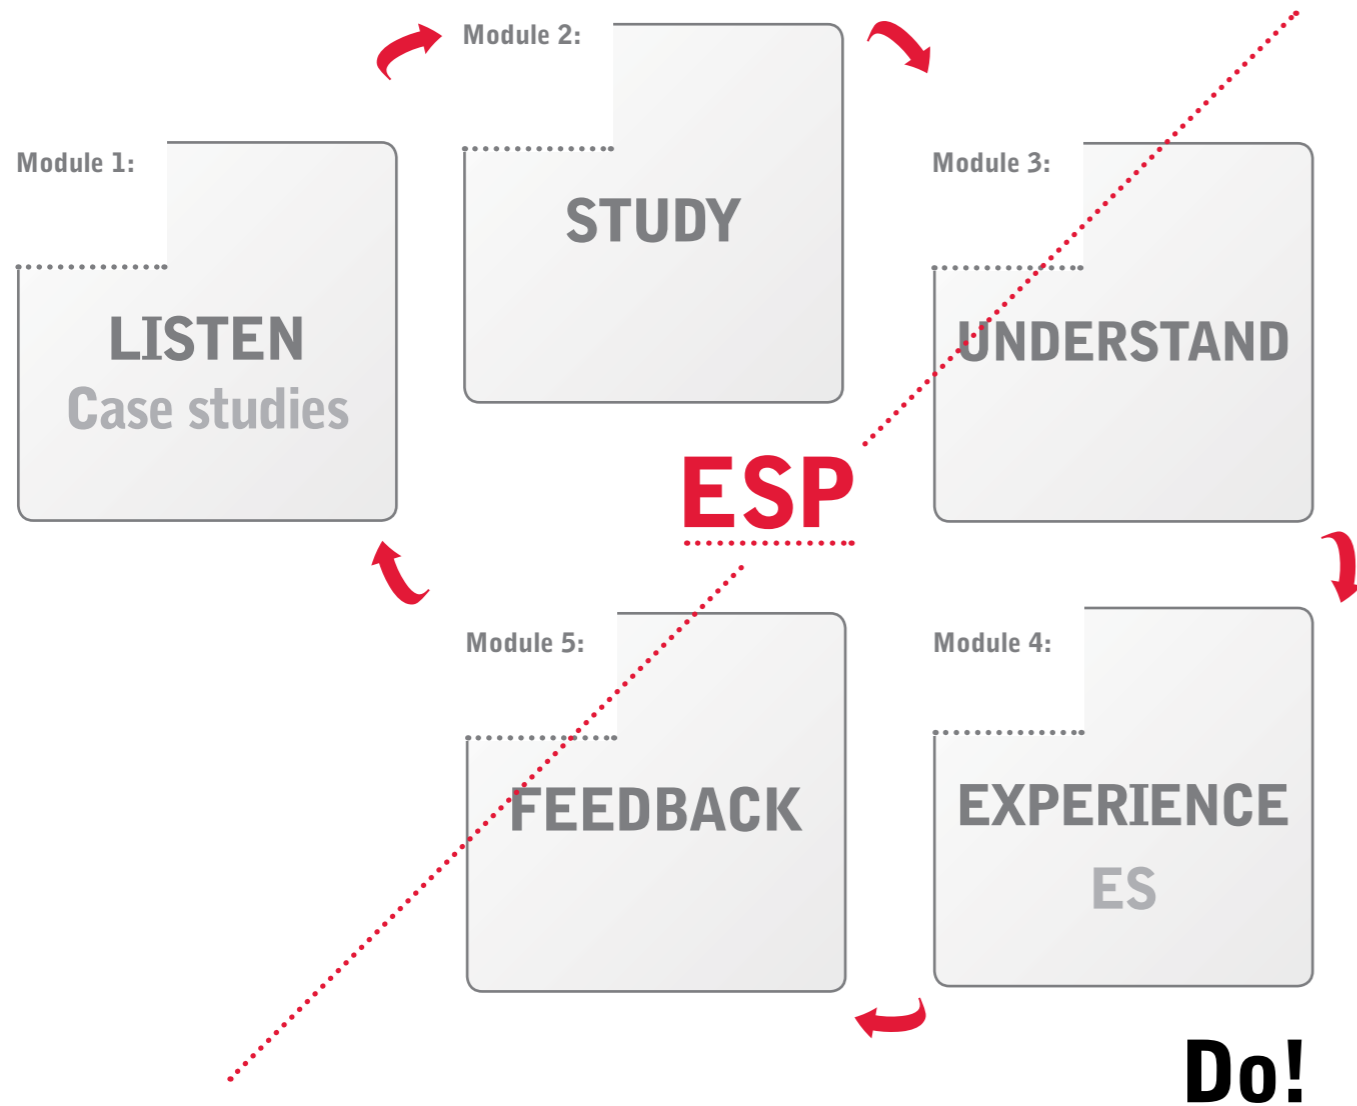 Module 1:
LISTEN
Case studies
Module 2:
STUDY
Module 3:
UNDERSTAND
ESP
Module 4:
EXPERIENCE
ES
Module 5:
FEEDBACK
Do!